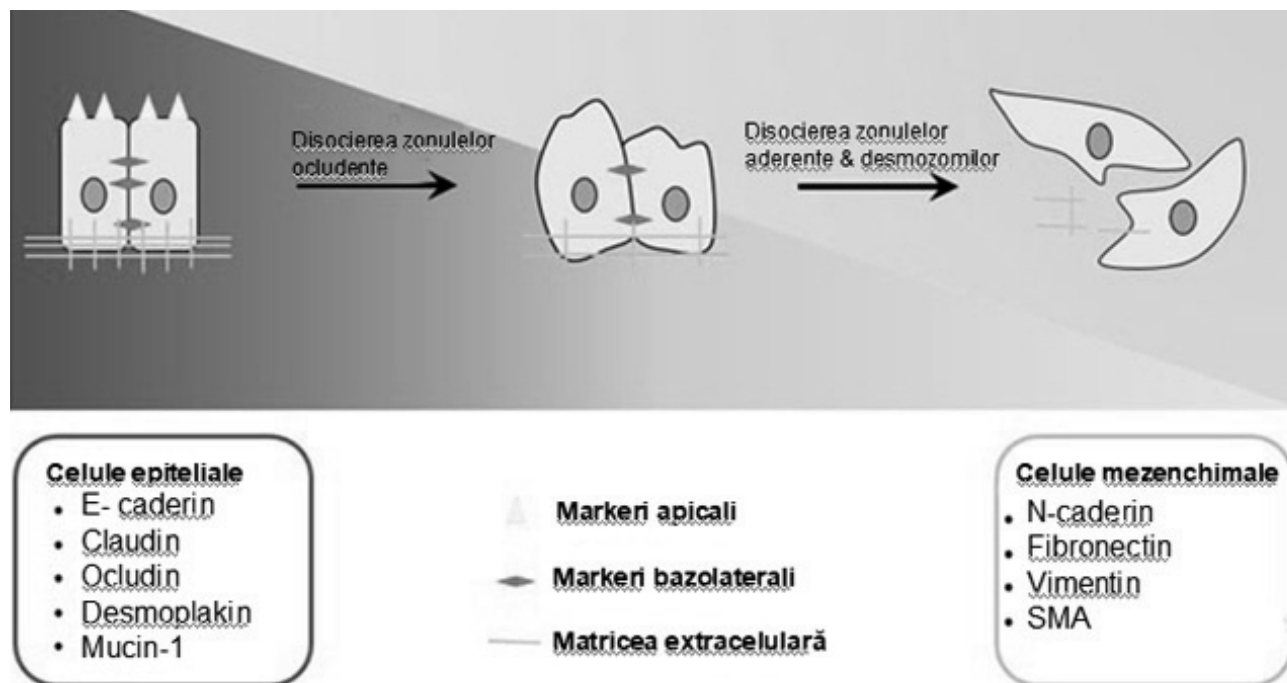 Disocierea zonulelor
ocludente
Disocierea zonulelor
aderente & desmozomilor
Celule epiteliale
• E- caderin
• Claudin
• Ocludin
• Desmoplakin
• Mucin-1
Markeri apicali
Markeri bazolaterali
Matricea extracelulară
Celule mezenchimale
• N-caderin
• Fibronectin
• Vimentin
• SMA